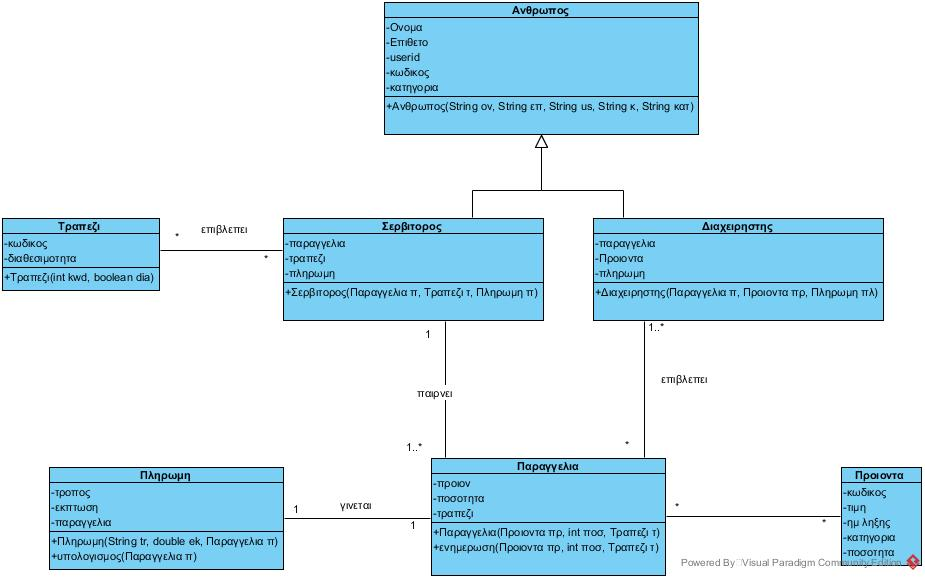 Ανθρωπος
-Ονομα
-Επιθετο
-userid
-κωδικος
-κατηγορια
+Ανθρωπος(String ον, String επ, String us, String κ, String κατ)
Τραπεζι
-κωδικος
-διαθεσιμοτητα
+Τραπεζι(int kwd, boolean dia)
*
επιβλεπει
*
Σερβιτορος
-παραγγελια
-τραπεζι
-πληρωμη
+Σερβιτορος(Παραγγελια π, Τραπεζι τ, Πληρωμη π)
Διαχειρηστης
-παραγγελια
-Προιοντα
-πληρωμη
+Διαχειρηστης(Παραγγελια π, Προιοντα πρ, Πληρωμη πλ)
1
παιρνει
1..*
1..*
επιβλεπει
*
Πληρωμη
-τροπος
-εκπτωση
-παραγγελια
+Πληρωμη(String tr, double ek, Παραγγελια π)
+υπολογισμος(Παραγγελια π)
1
γινεται
1
Παραγγελια
-προιον
-ποσοτητα
-τραπεζι
+Παραγγελια(Προιοντα πρ, int ποσ, Τραπεζι τ)
+ενημερωση(Προιοντα πρ, int ποσ, Τραπεζι τ)
*
*
Προιοντα
-κωδικος
-τιμη
-ημ ληξης
-κατηγορια
-ποσοτητα
Powered By Visual Paradigm Community Edition